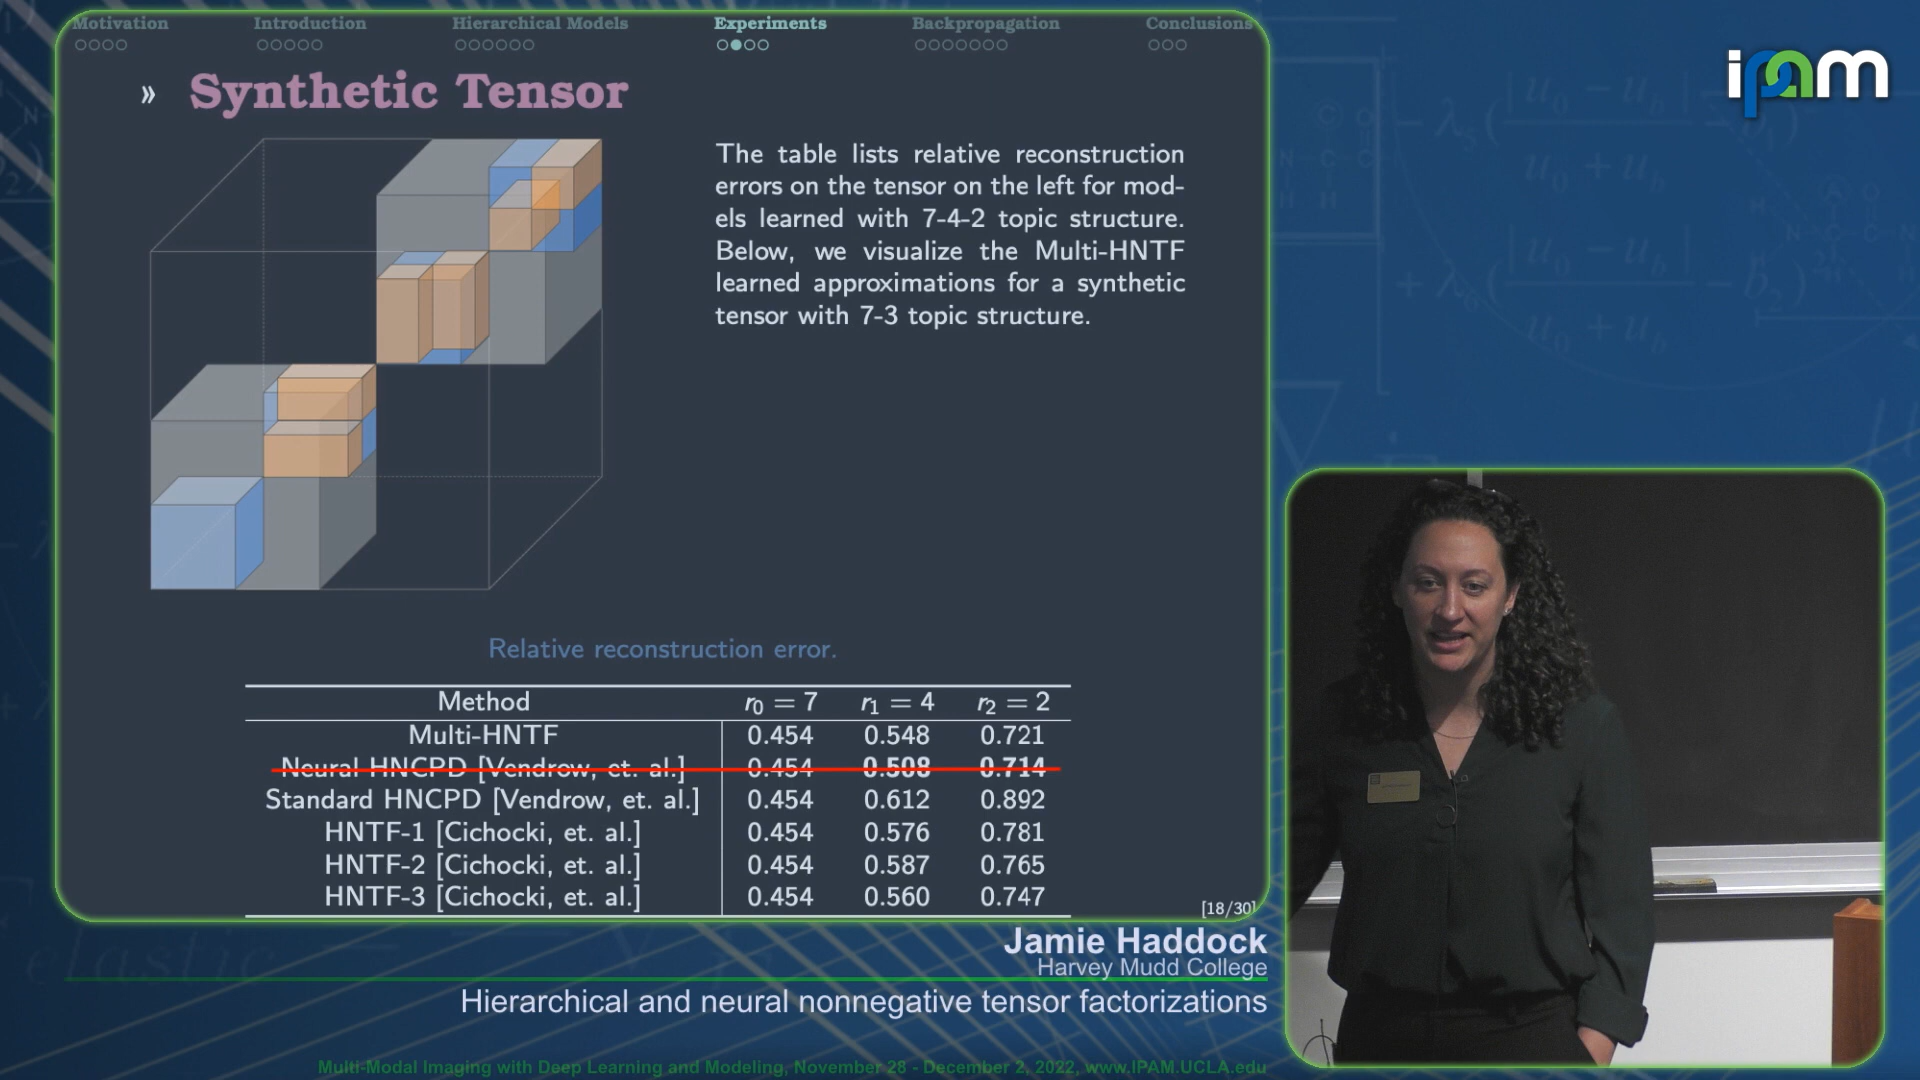 Motivation Introduction Hierarchical Models Experiments Backpropagation Conclusions
» Synthetic Tensor
The table lists relative reconstruction
errors on the tensor on the left for mod-
els learned with 7-4-2 topic structure.
Below, we visualize the Multi-HNTF
learned approximations for a synthetic
tensor with 7-3 topic structure.
Relative reconstruction error.
Method r₀ = 7 r₁ = 4 r₂ = 2
Multi-HNTF 0.454 0.548 0.721
Neural HNCPD [Vendrow, et. al.] 0.454 0.508 0.714
Standard HNCPD [Vendrow, et. al.] 0.454 0.612 0.892
HNTF-1 [Cichocki, et. al.] 0.454 0.576 0.781
HNTF-2 [Cichocki, et. al.] 0.454 0.587 0.765
HNTF-3 [Cichocki, et. al.] 0.454 0.560 0.747
[18/30]
ipam
Jamie Haddock
Harvey Mudd College
Hierarchical and neural nonnegative tensor factorizations
Multi-Modal Imaging with Deep Learning and Modeling, November 28 - December 2, 2022, www.IPAM.UCLA.edu